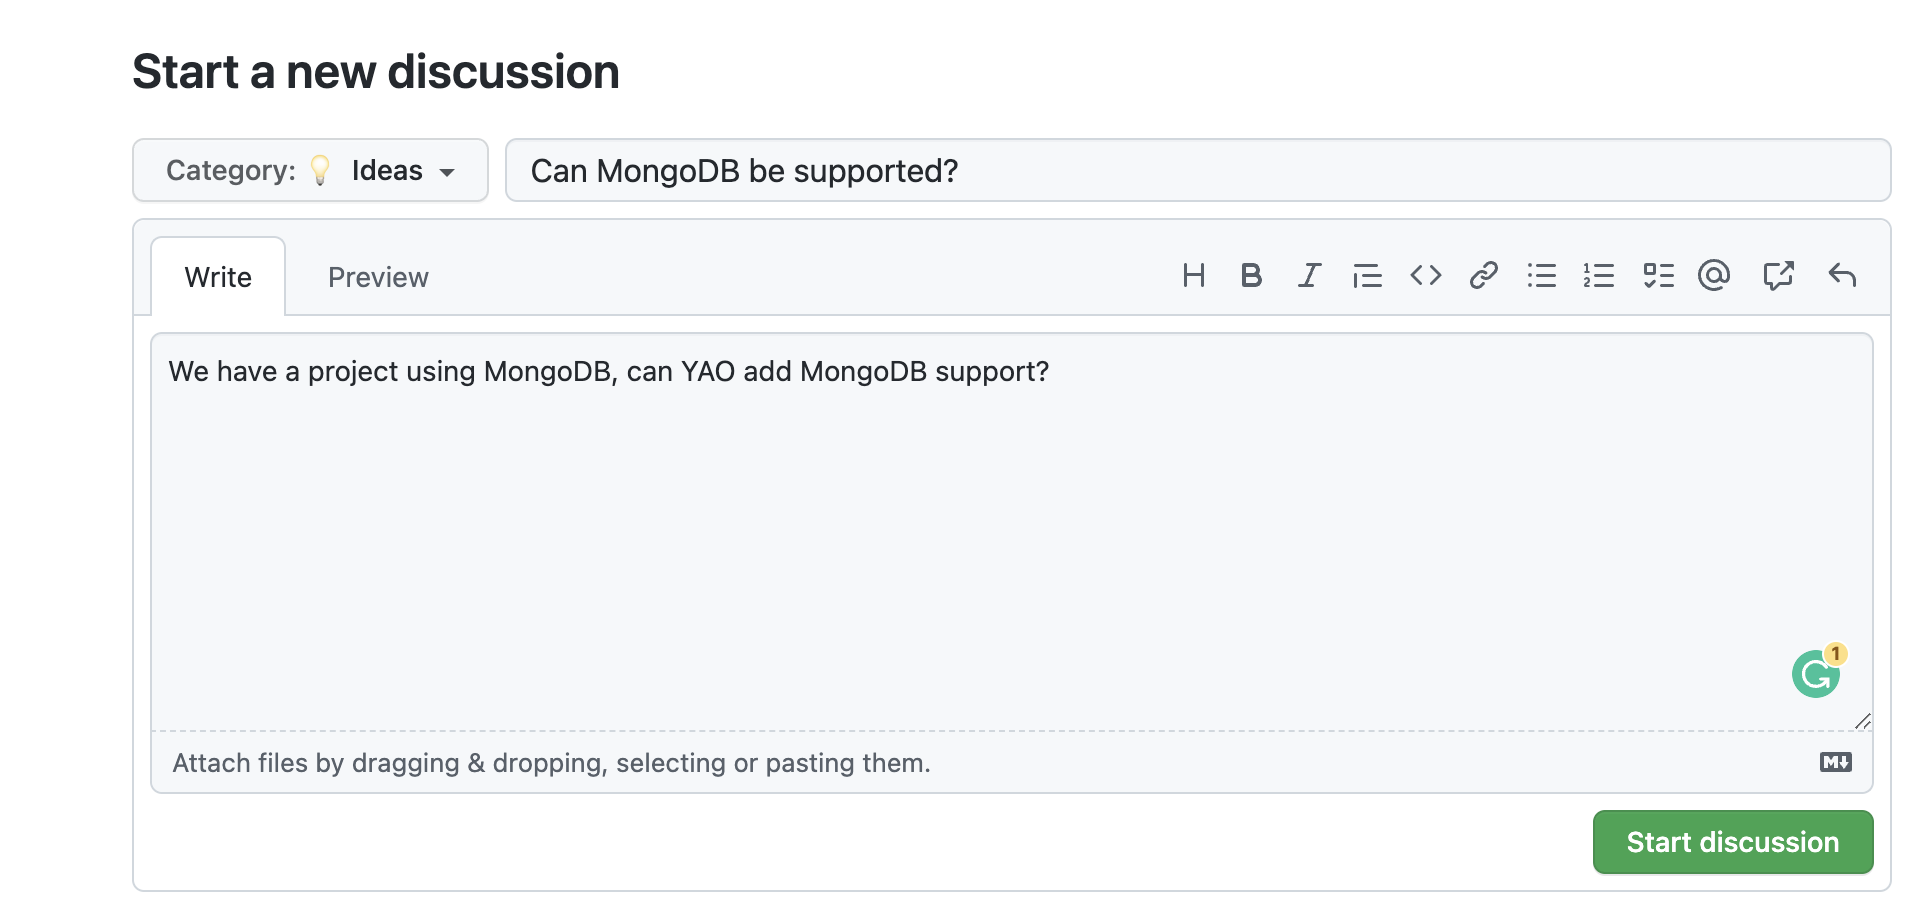 Start a new discussion
Category: 💡 Ideas
Can MongoDB be supported?
Write
Preview
We have a project using MongoDB, can YAO add MongoDB support?
1
Attach files by dragging & dropping, selecting or pasting them.
Start discussion